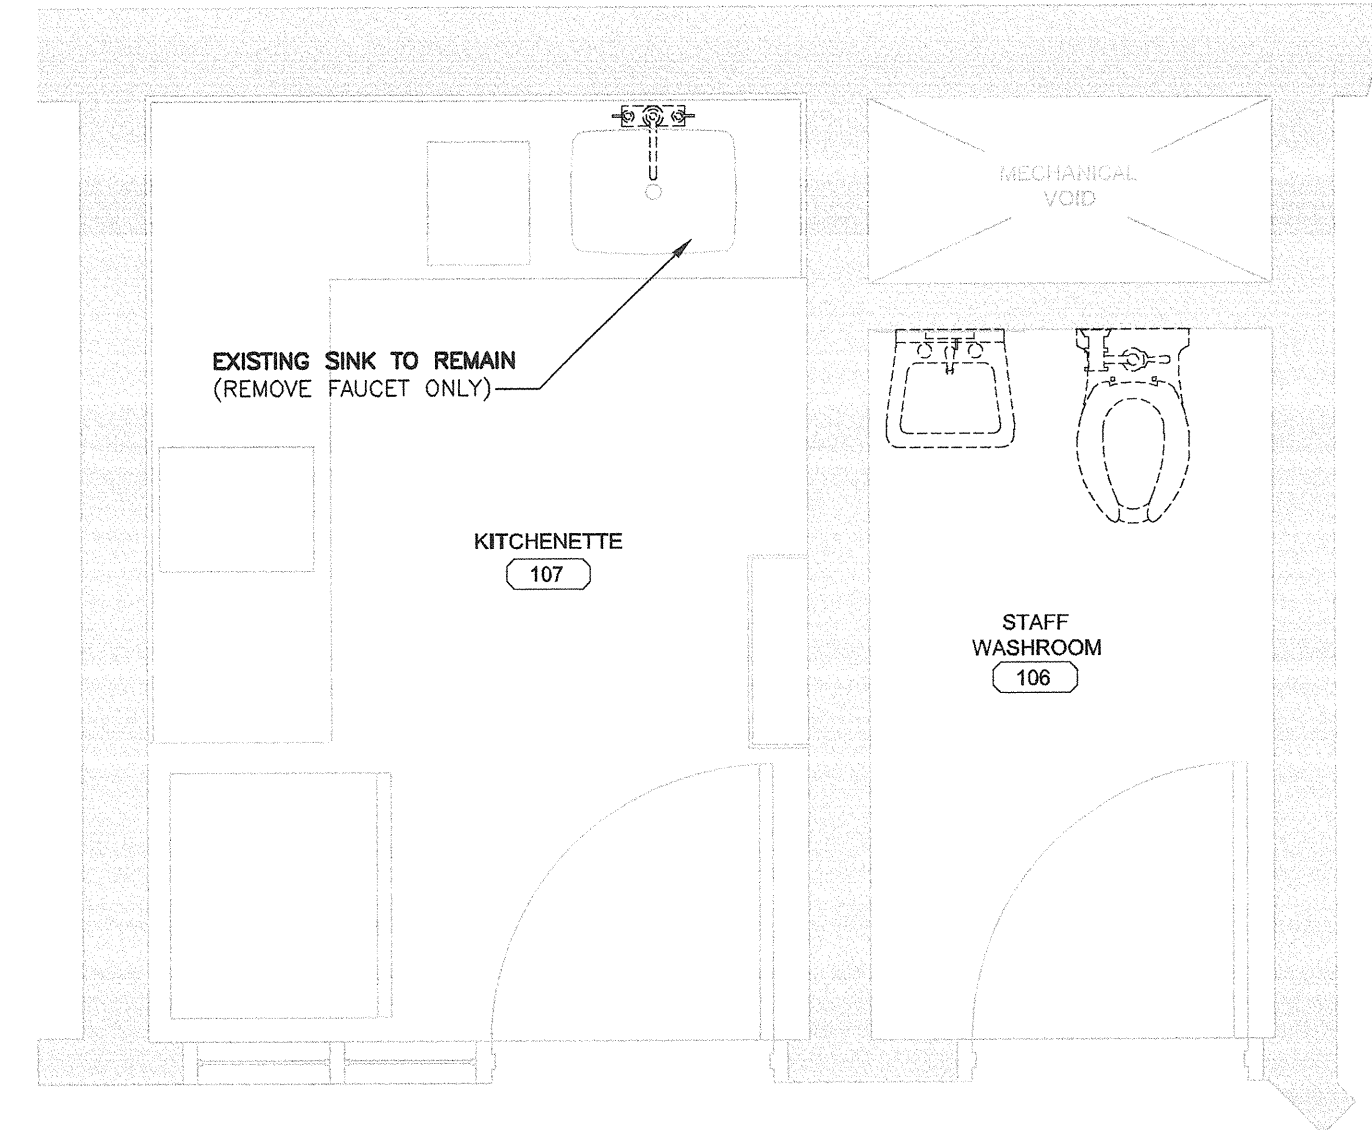 MECHANICAL
VOID
EXISTING SINK TO REMAIN
(REMOVE FAUCET ONLY)
KITCHENETTE
107
STAFF
WASHROOM
106